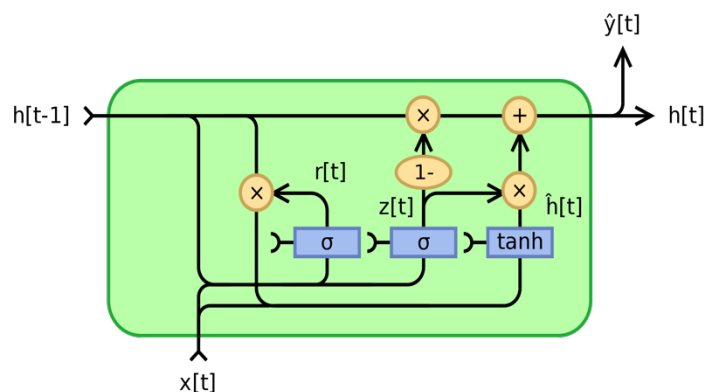 ŷ[t]
h[t-1]
×
+
h[t]
r[t]
1-
×
z[t]
×
ĥ[t]
σ
σ
tanh
x[t]